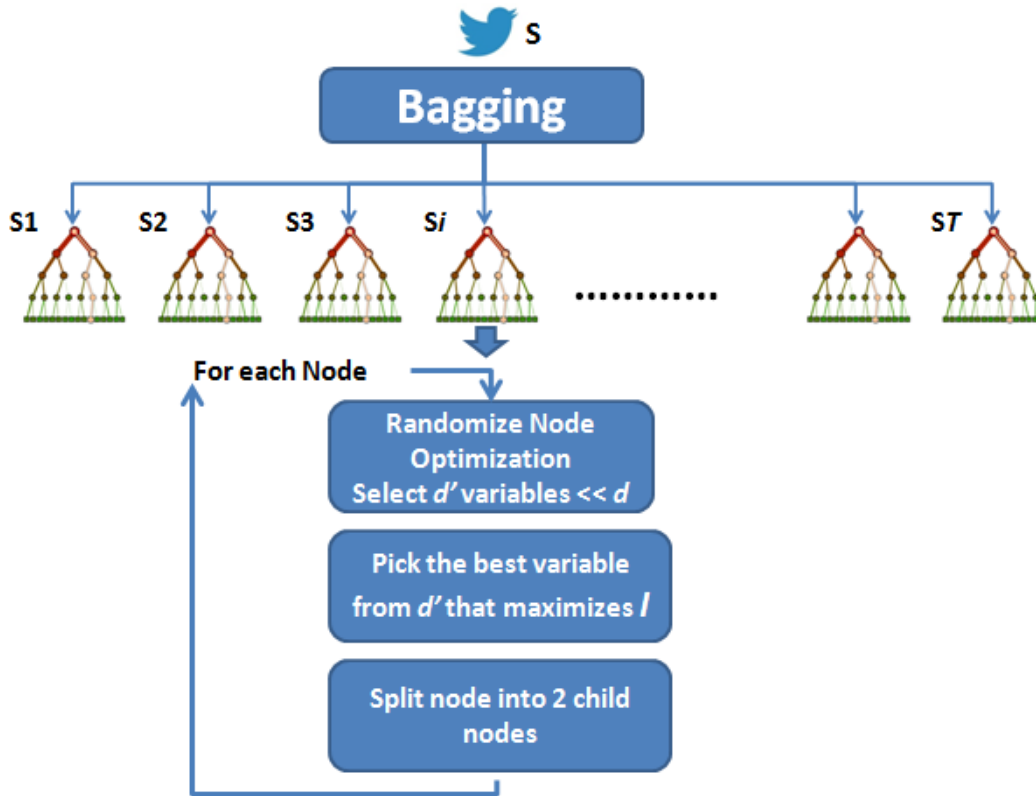 S
Bagging
S1 S2 S3 Si ST
............
For each Node
Randomize Node
Optimization
Select d’ variables << d
Pick the best variable
from d’ that maximizes I
Split node into 2 child
nodes